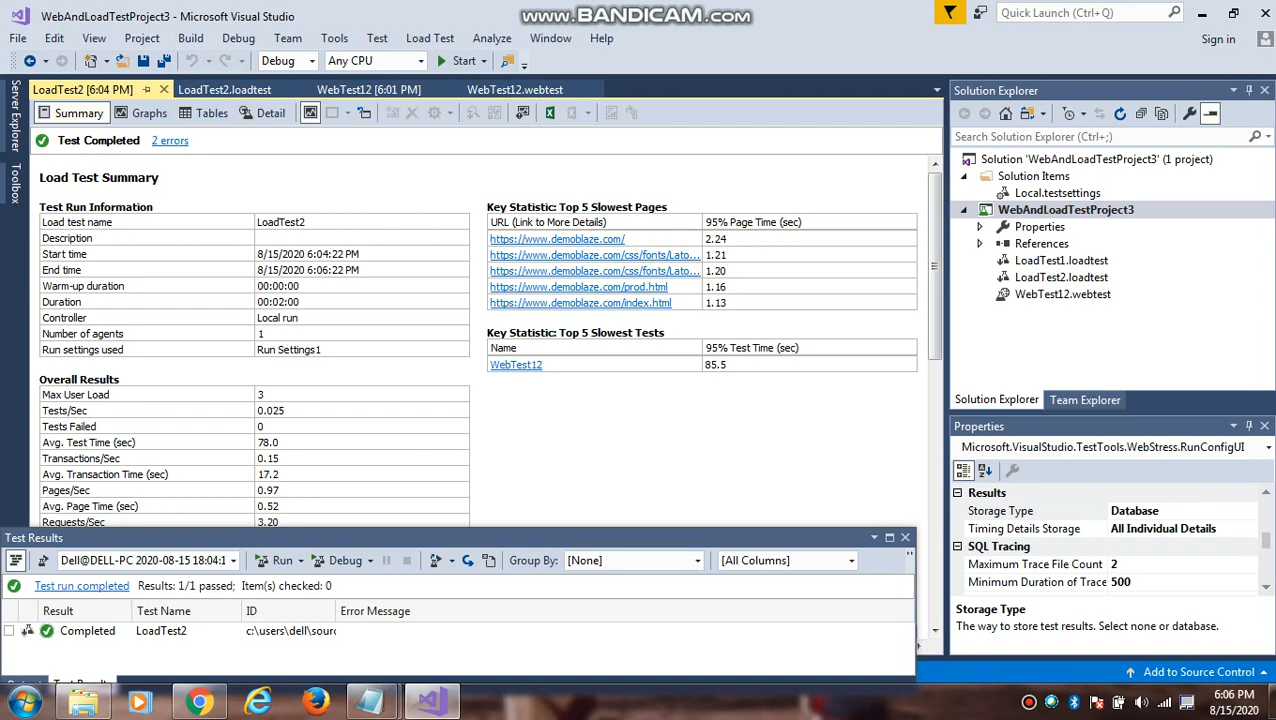 WebAndLoadTestProject3 - Microsoft Visual Studio
www.BANDICAM.com
Quick Launch (Ctrl+Q)
File Edit View Project Build Debug Team Tools Test Load Test Analyze Window Help
Sign in
Debug Any CPU Start
Server Explorer
Toolbox
LoadTest2 [6:04 PM] LoadTest2.loadtest WebTest12 [6:01 PM] WebTest12.webtest
Summary Graphs Tables Detail
Test Completed 2 errors
Load Test Summary
Test Run Information
Load test name LoadTest2
Description
Start time 8/15/2020 6:04:22 PM
End time 8/15/2020 6:06:22 PM
Warm-up duration 00:00:00
Duration 00:02:00
Controller Local run
Number of agents 1
Run settings used Run Settings1
Overall Results
Max User Load 3
Tests/Sec 0.025
Tests Failed 0
Avg. Test Time (sec) 78.0
Transactions/Sec 0.15
Avg. Transaction Time (sec) 17.2
Pages/Sec 0.97
Avg. Page Time (sec) 0.52
Requests/Sec 3.20
Key Statistic: Top 5 Slowest Pages
URL (Link to More Details) 95% Page Time (sec)
https://www.demoblaze.com/ 2.24
https://www.demoblaze.com/css/fonts/Lato... 1.21
https://www.demoblaze.com/css/fonts/Lato... 1.20
https://www.demoblaze.com/prod.html 1.16
https://www.demoblaze.com/index.html 1.13
Key Statistic: Top 5 Slowest Tests
Name 95% Test Time (sec)
WebTest12 85.5
Solution Explorer
Search Solution Explorer (Ctrl+;)
Solution 'WebAndLoadTestProject3' (1 project)
Solution Items
Local.testsettings
WebAndLoadTestProject3
Properties
References
LoadTest1.loadtest
LoadTest2.loadtest
WebTest12.webtest
Solution Explorer Team Explorer
Properties
Microsoft.VisualStudio.TestTools.WebStress.RunConfigUI
Results
Storage Type Database
Timing Details Storage All Individual Details
SQL Tracing
Maximum Trace File Count 2
Minimum Duration of Trace 500
Storage Type
The way to store test results. Select none or database.
Test Results
Dell@DELL-PC 2020-08-15 18:04:1 Run Debug Group By: [None] [All Columns]
Test run completed Results: 1/1 passed; Item(s) checked: 0
Result Test Name ID Error Message
Completed LoadTest2 c:\users\dell\sourc
Add to Source Control
6:06 PM
8/15/2020